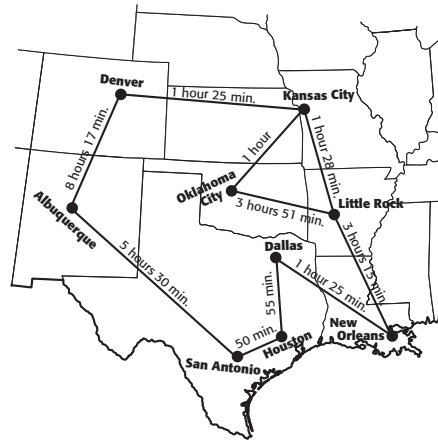 Denver
1 hour 25 min.
Kansas City
8 hours 17 min.
1 hour
1 hour 28 min.
Oklahoma
City
3 hours 51 min.
Little Rock
Albuquerque
5 hours 30 min.
Dallas
1 hour 25 min.
3 hours 15 min.
55 min.
50 min.
Houston
New
Orleans
San Antonio